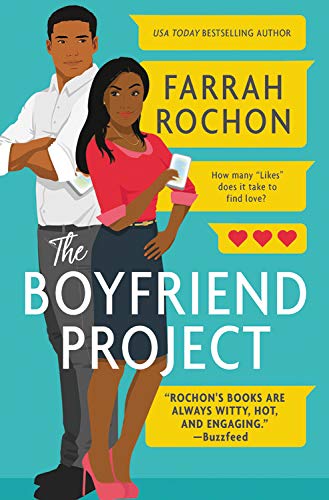 USA TODAY BESTSELLING AUTHOR
FARRAH
ROCHON
How many “Likes”
does it take to
find love?
The
BOYFRIEND
PROJECT
“ROCHON'S BOOKS ARE
ALWAYS WITTY, HOT,
AND ENGAGING.”
—Buzzfeed